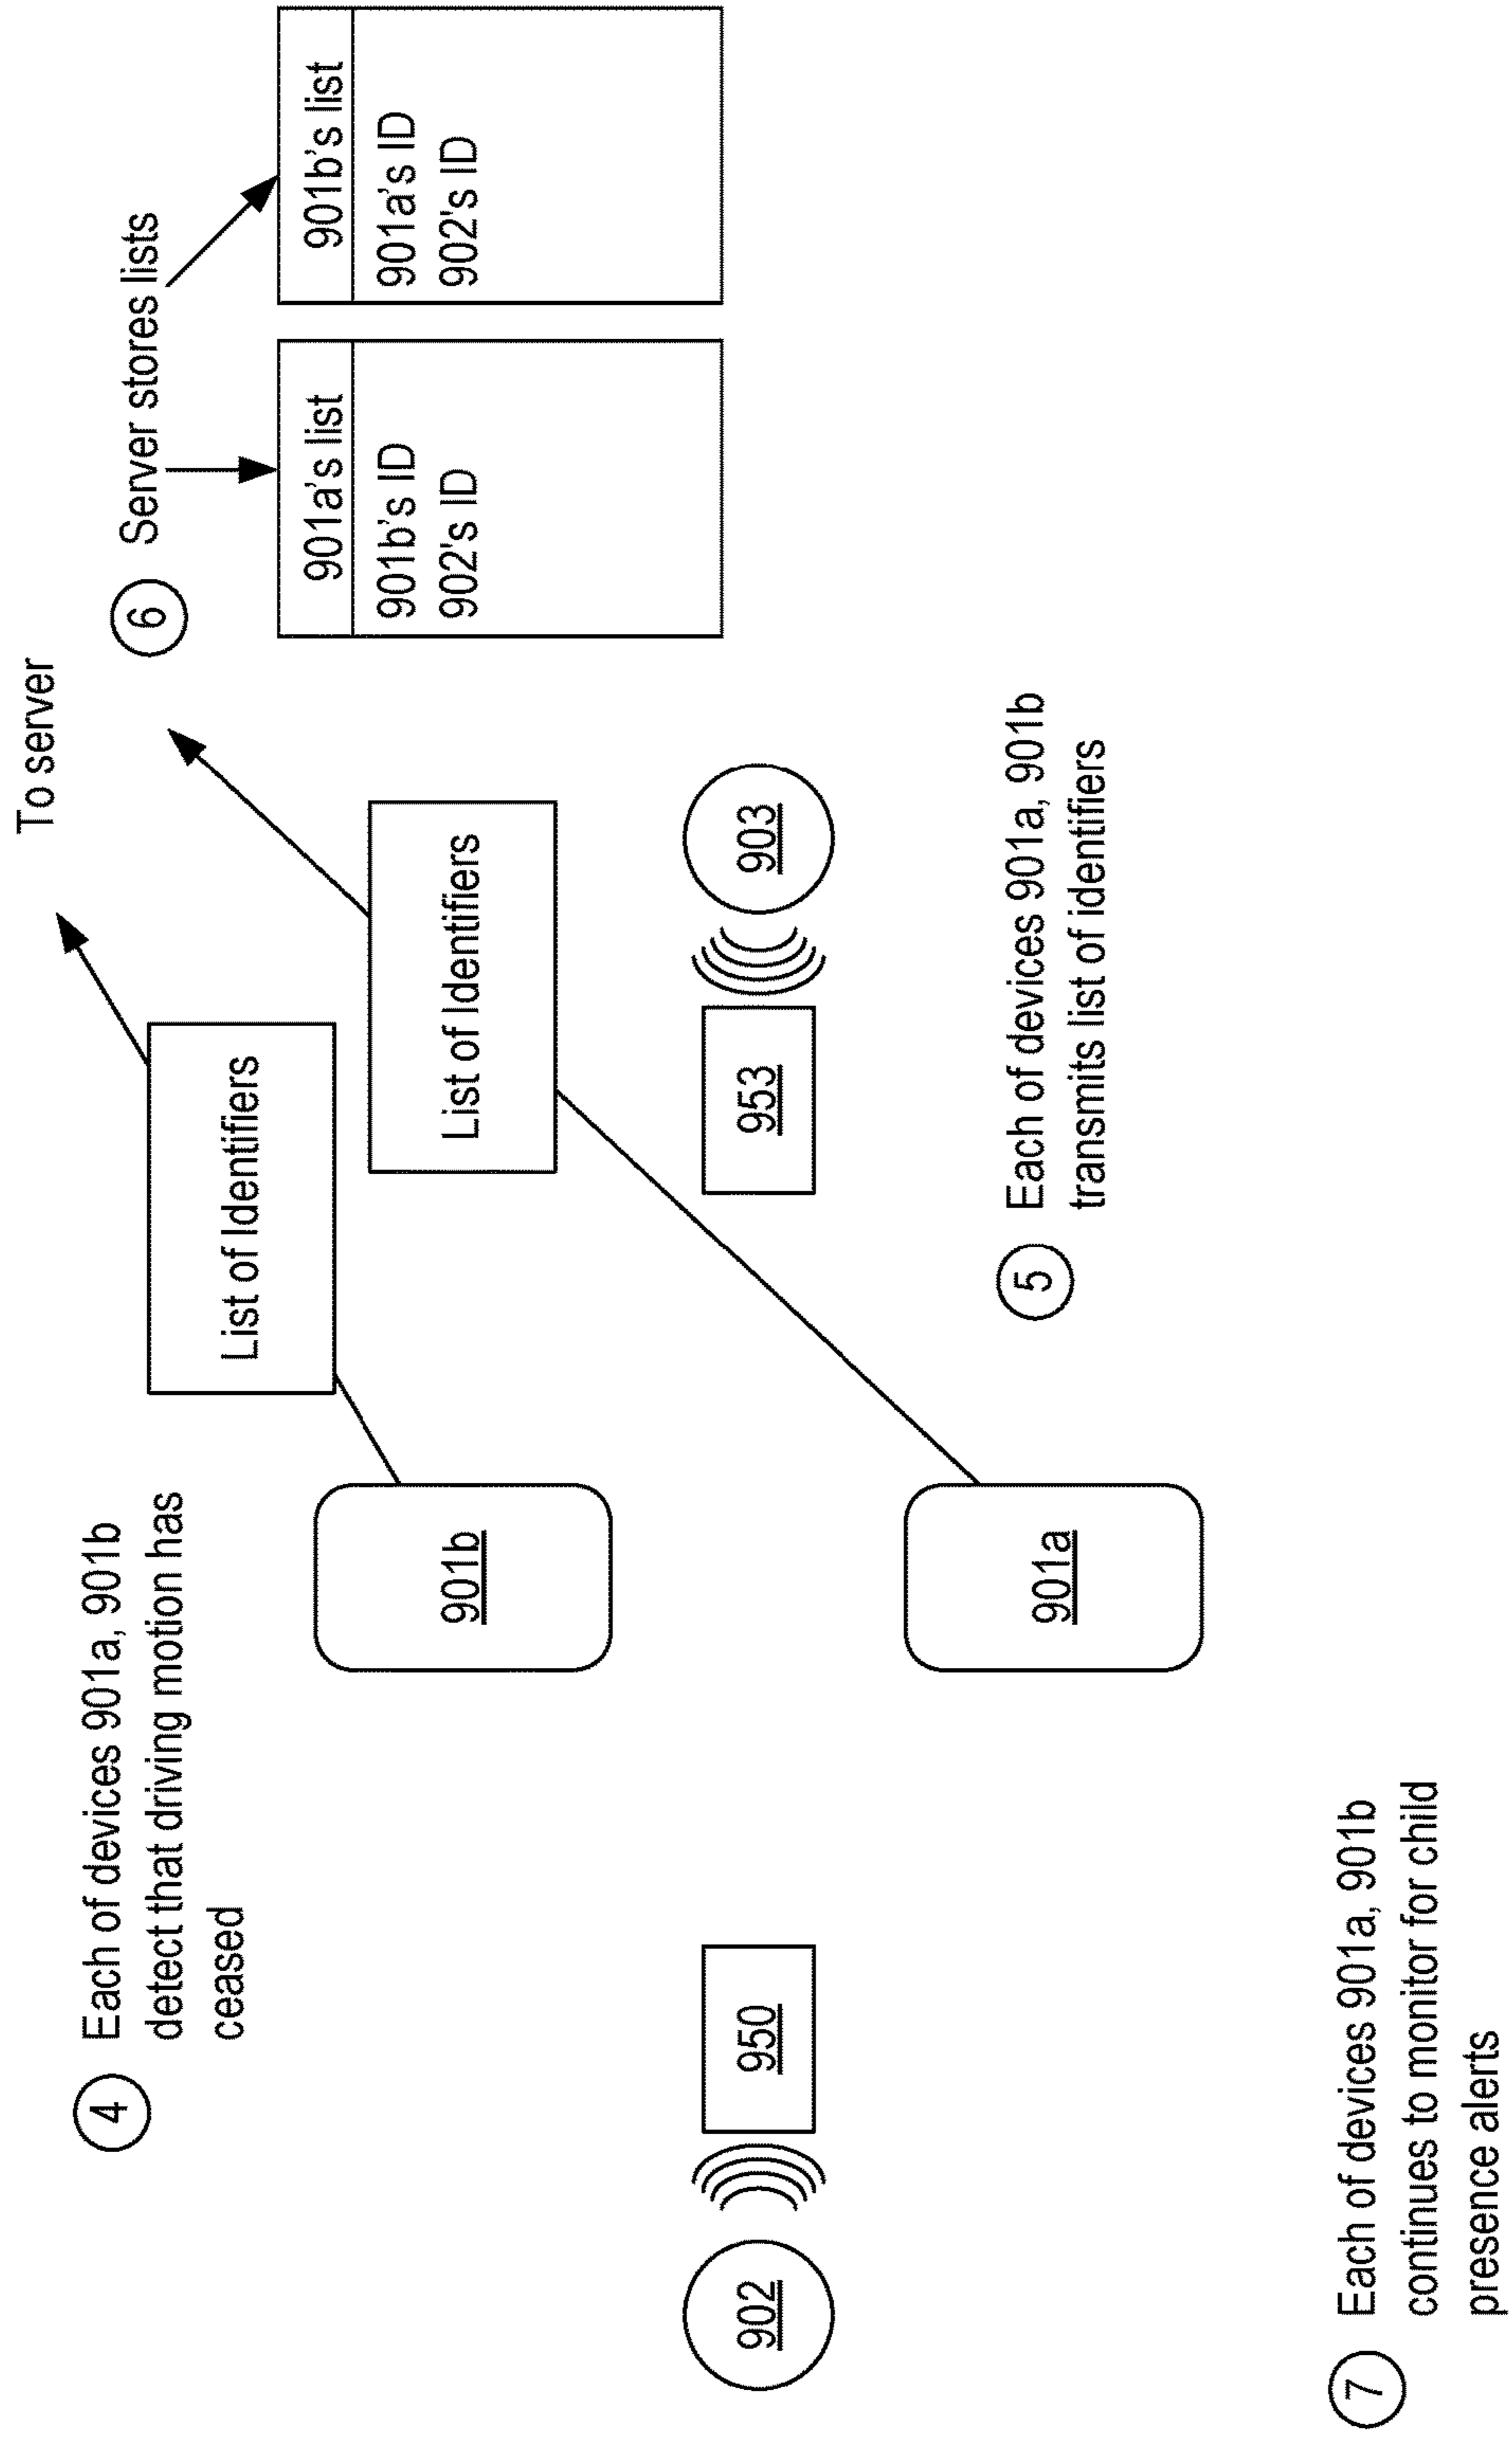 4
Each of devices 901a, 901b
detect that driving motion has
ceased
To server
6
Server stores lists
List of Identifiers
List of Identifiers
901a's list
901b's ID
902's ID
901b's list
901a's ID
902's ID
901b
902
950
953
903
901a
5
Each of devices 901a, 901b
transmits list of identifiers
7
Each of devices 901a, 901b
continues to monitor for child
presence alerts